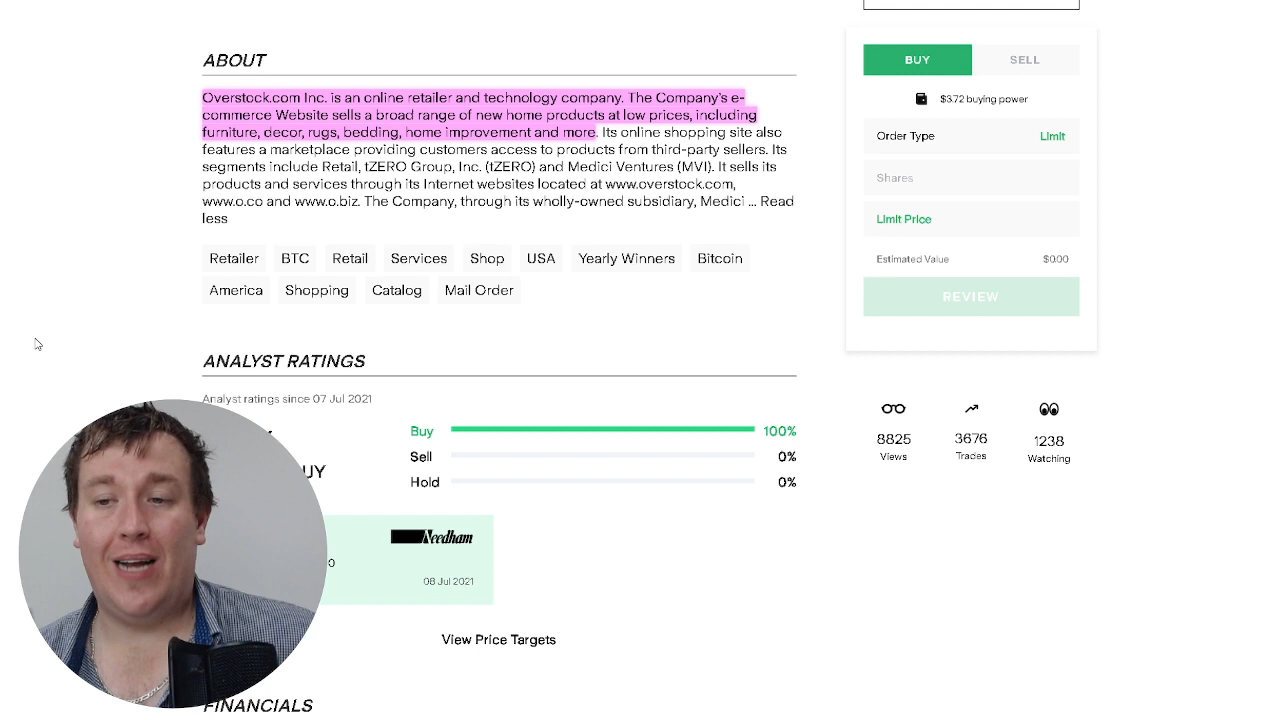 ABOUT
Overstock.com Inc. is an online retailer and technology company. The Company's e-
commerce Website sells a broad range of new home products at low prices, including
furniture, decor, rugs, bedding, home improvement and more. Its online shopping site also
features a marketplace providing customers access to products from third-party sellers. Its
segments include Retail, tZERO Group, Inc. (tZERO) and Medici Ventures (MVI). It sells its
products and services through its Internet websites located at www.overstock.com,
www.o.co and www.o.biz. The Company, through its wholly-owned subsidiary, Medici ... Read
less
Retailer BTC Retail Services Shop USA Yearly Winners Bitcoin
America Shopping Catalog Mail Order
ANALYST RATINGS
Analyst ratings since 07 Jul 2021
Buy 100%
Sell 0%
UY
Hold 0%
Needham
0
08 Jul 2021
View Price Targets
FINANCIALS
BUY SELL
$3.72 buying power
Order Type Limit
Shares
Limit Price
Estimated Value $0.00
REVIEW
8825 3676 1238
Views Trades Watching